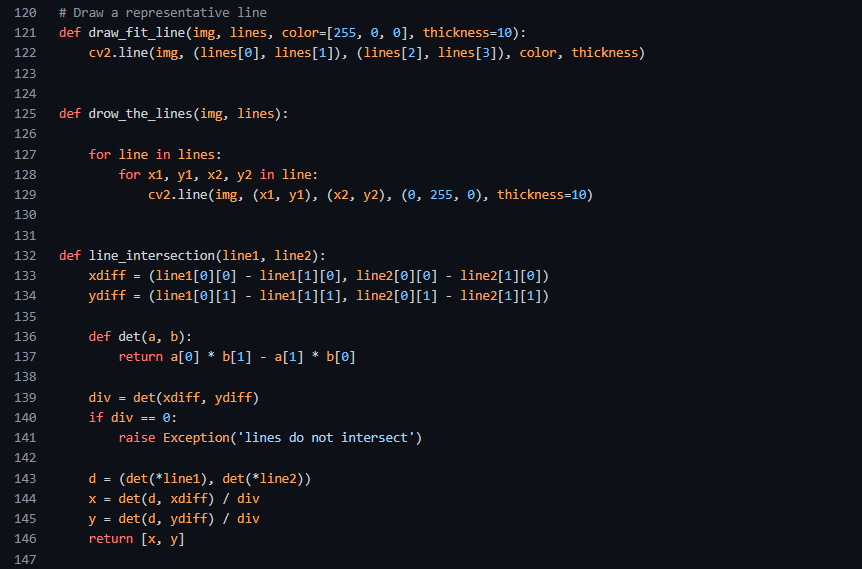 120 # Draw a representative line
121 def draw_fit_line(img, lines, color=[255, 0, 0], thickness=10):
122     cv2.line(img, (lines[0], lines[1]), (lines[2], lines[3]), color, thickness)
123
124
125 def drow_the_lines(img, lines):
126
127     for line in lines:
128         for x1, y1, x2, y2 in line:
129             cv2.line(img, (x1, y1), (x2, y2), (0, 255, 0), thickness=10)
130
131
132 def line_intersection(line1, line2):
133     xdiff = (line1[0][0] - line1[1][0], line2[0][0] - line2[1][0])
134     ydiff = (line1[0][1] - line1[1][1], line2[0][1] - line2[1][1])
135
136     def det(a, b):
137         return a[0] * b[1] - a[1] * b[0]
138
139     div = det(xdiff, ydiff)
140     if div == 0:
141         raise Exception('lines do not intersect')
142
143     d = (det(*line1), det(*line2))
144     x = det(d, xdiff) / div
145     y = det(d, ydiff) / div
146     return [x, y]
147